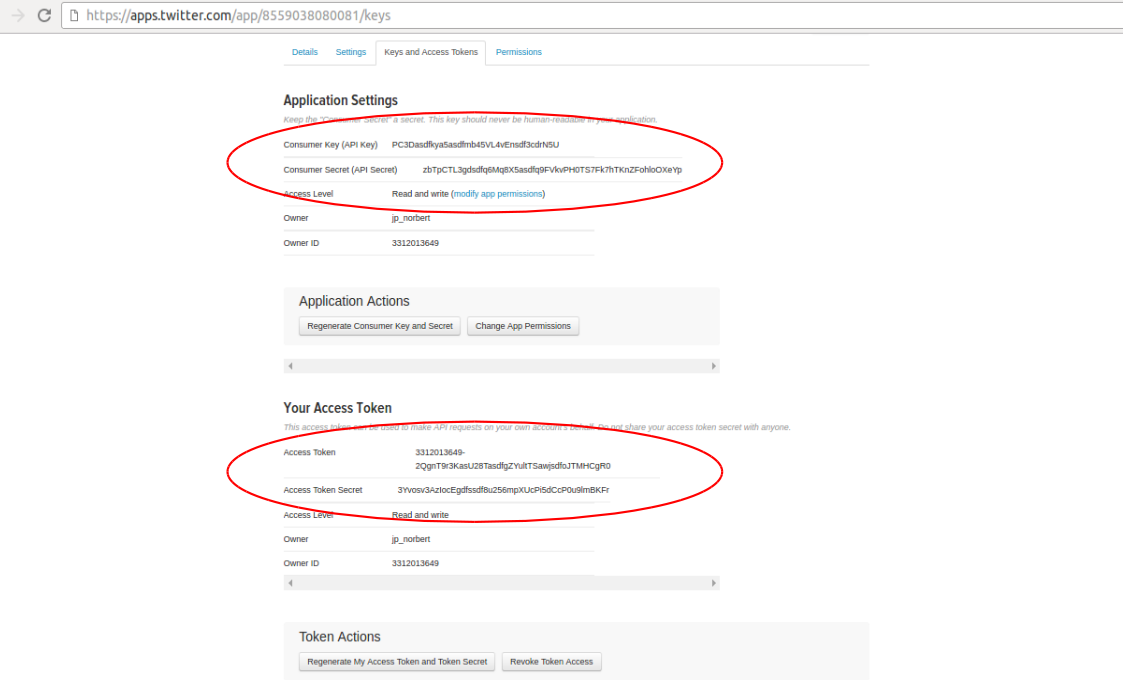 https://apps.twitter.com/app/8559038080081/keys
Details Settings Keys and Access Tokens Permissions
Application Settings
Keep the "Consumer Secret" a secret. This key should never be human-readable in your application.
Consumer Key (API Key) PC3Dasdfkya5asdfmb45VL4vEnsdf3cdrN5U
Consumer Secret (API Secret) zbTpCTL3gdsdfq6Mq8X5asdfq9FVkvPH0TS7Fk7hTKnZFohloOXeYp
Access Level Read and write (modify app permissions)
Owner jp_norbert
Owner ID 3312013649
Application Actions
Regenerate Consumer Key and Secret Change App Permissions
Your Access Token
This access token can be used to make API requests on your own account's behalf. Do not share your access token secret with anyone.
Access Token 3312013649-
2QgnT9r3KasU28TasdfgZYultTSawjsdfoJTMHCgR0
Access Token Secret 3Yvosv3AzIocEgdfssdf8u256mpXUcPi5dCcP0u9lmBKFr
Access Level Read and write
Owner jp_norbert
Owner ID 3312013649
Token Actions
Regenerate My Access Token and Token Secret Revoke Token Access